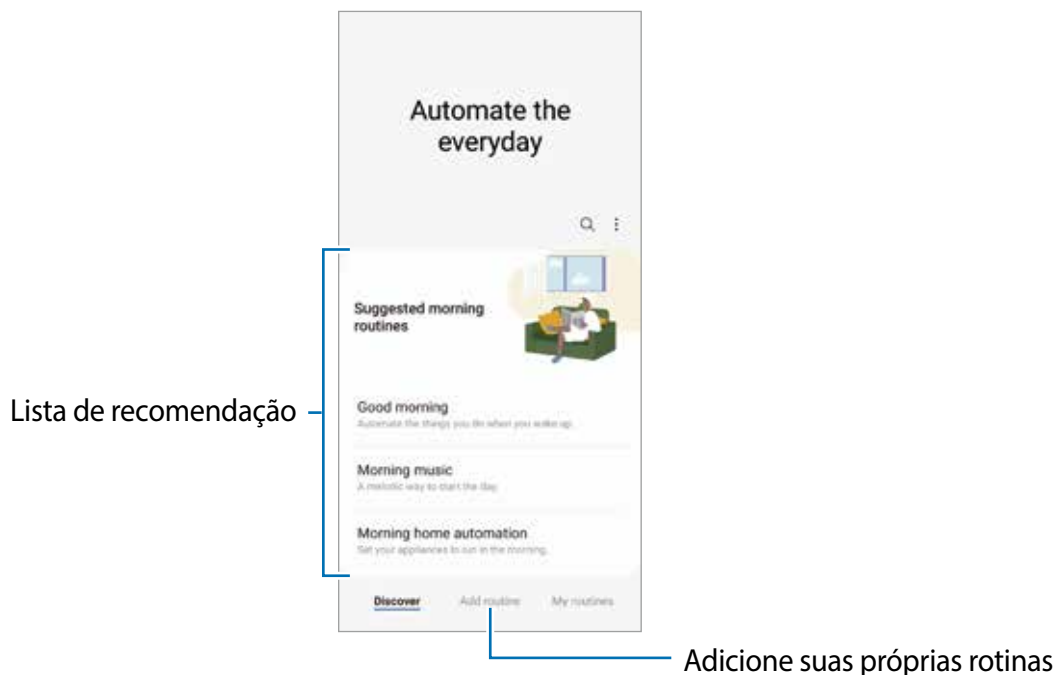 Automate the
everyday
Suggested morning
routines
Lista de recomendação
Good morning
Automate the things you do when you wake up.
Morning music
A melodic way to start the day.
Morning home automation
Set your appliances to run in the morning.
Discover Add routine My routines
Adicione suas próprias rotinas